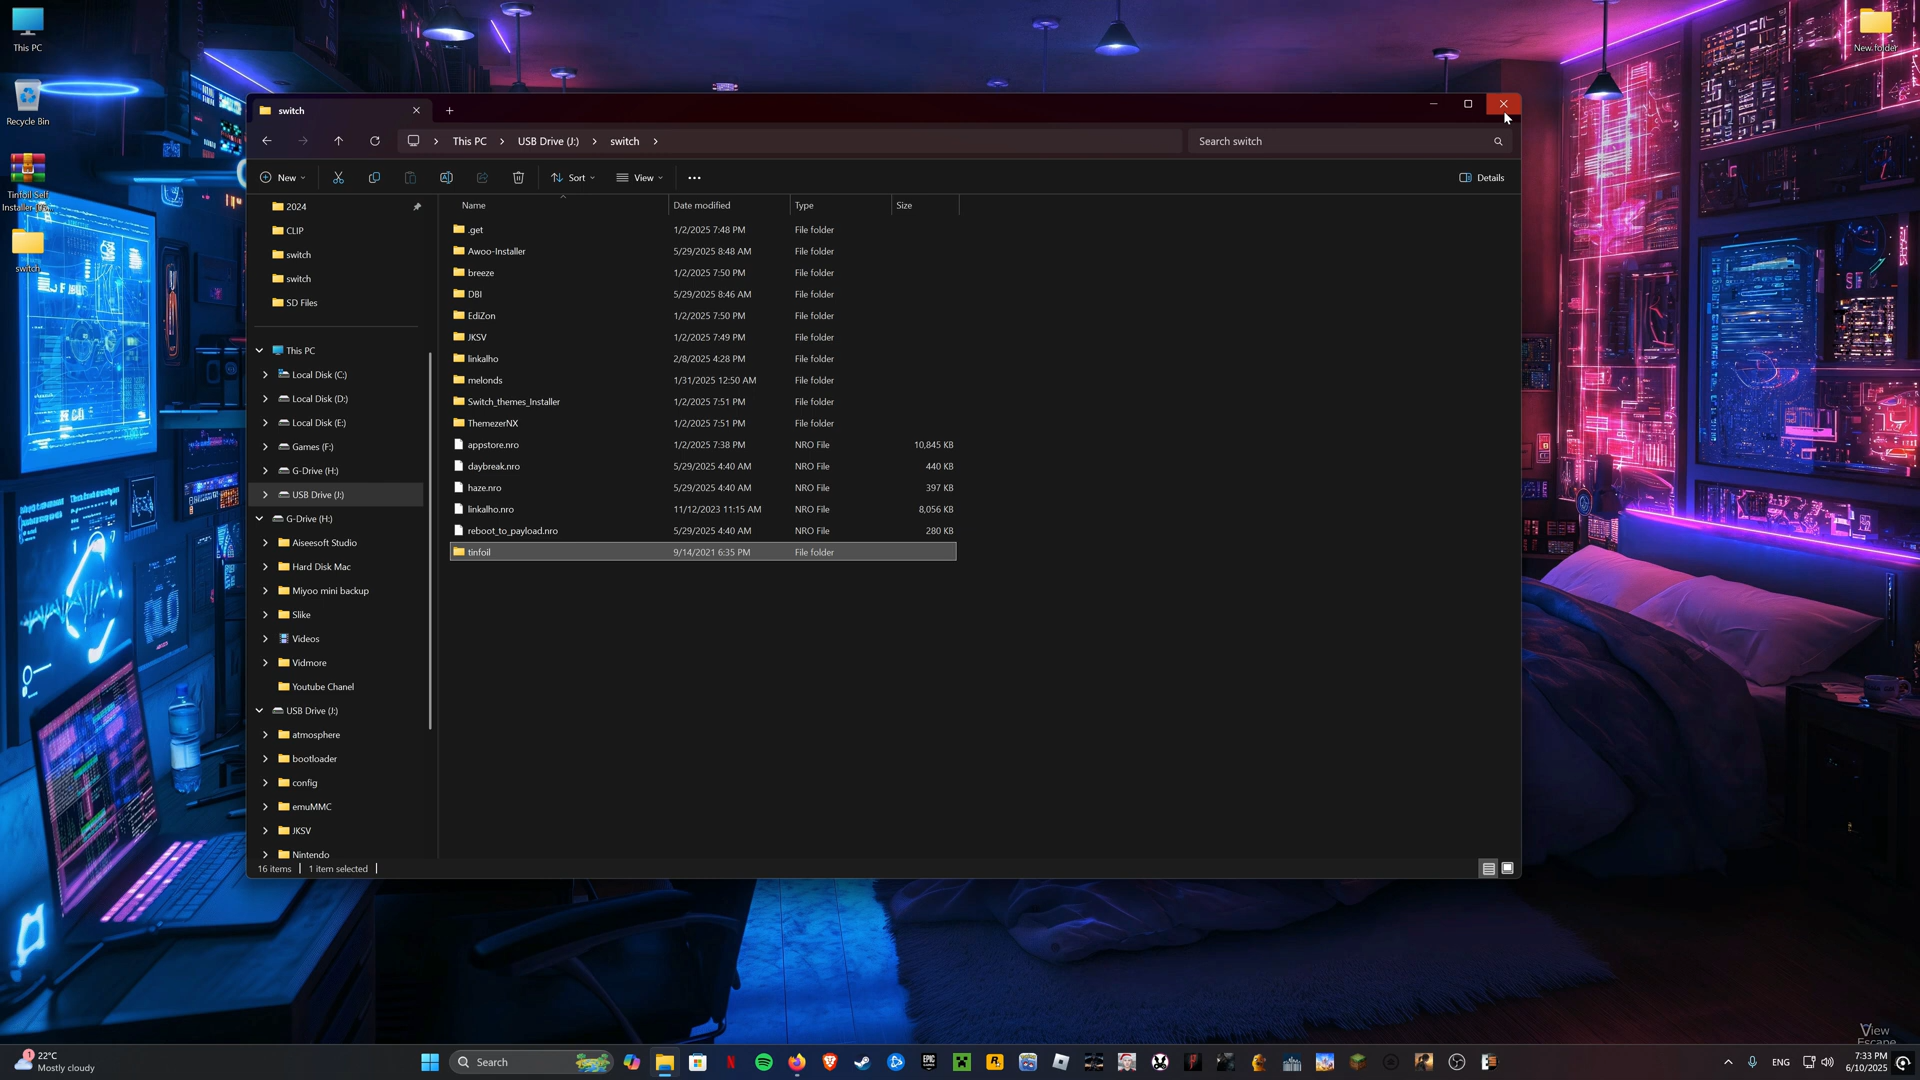 This PC
New folder
Recycle Bin
Tinfoil Self
switch
switch
This PC
USB Drive (J:)
switch
Search switch
New
Sort
View
Details
Name
Date modified
Type
Size
2024
CLIP
switch
switch
SD Files
This PC
Local Disk (C:)
Local Disk (D:)
Local Disk (E:)
Games (F:)
G-Drive (H:)
USB Drive (J:)
G-Drive (H:)
Aiseesoft Studio
Hard Disk Mac
Miyoo mini backup
Slike
Videos
Vidmore
Youtube Chanel
USB Drive (J:)
atmosphere
bootloader
config
emuMMC
JKSV
Nintendo
.get 1/2/2025 7:48 PM File folder
Awoo-Installer 5/29/2025 8:48 AM File folder
breeze 1/2/2025 7:50 PM File folder
DBI 5/29/2025 8:46 AM File folder
EdiZon 1/2/2025 7:50 PM File folder
JKSV 1/2/2025 7:49 PM File folder
linkalho 2/8/2025 4:28 PM File folder
melonds 1/31/2025 12:50 AM File folder
Switch_themes_Installer 1/2/2025 7:51 PM File folder
ThemezerNX 1/2/2025 7:51 PM File folder
appstore.nro 1/2/2025 7:38 PM NRO File 10,845 KB
daybreak.nro 5/29/2025 4:40 AM NRO File 440 KB
haze.nro 5/29/2025 4:40 AM NRO File 397 KB
linkalho.nro 11/12/2023 11:15 AM NRO File 8,056 KB
reboot_to_payload.nro 5/29/2025 4:40 AM NRO File 280 KB
tinfoil 9/14/2021 6:35 PM File folder
16 items
1 item selected
View
Escape
1
22°C
Mostly cloudy
Search
ENG
7:33 PM
6/10/2025